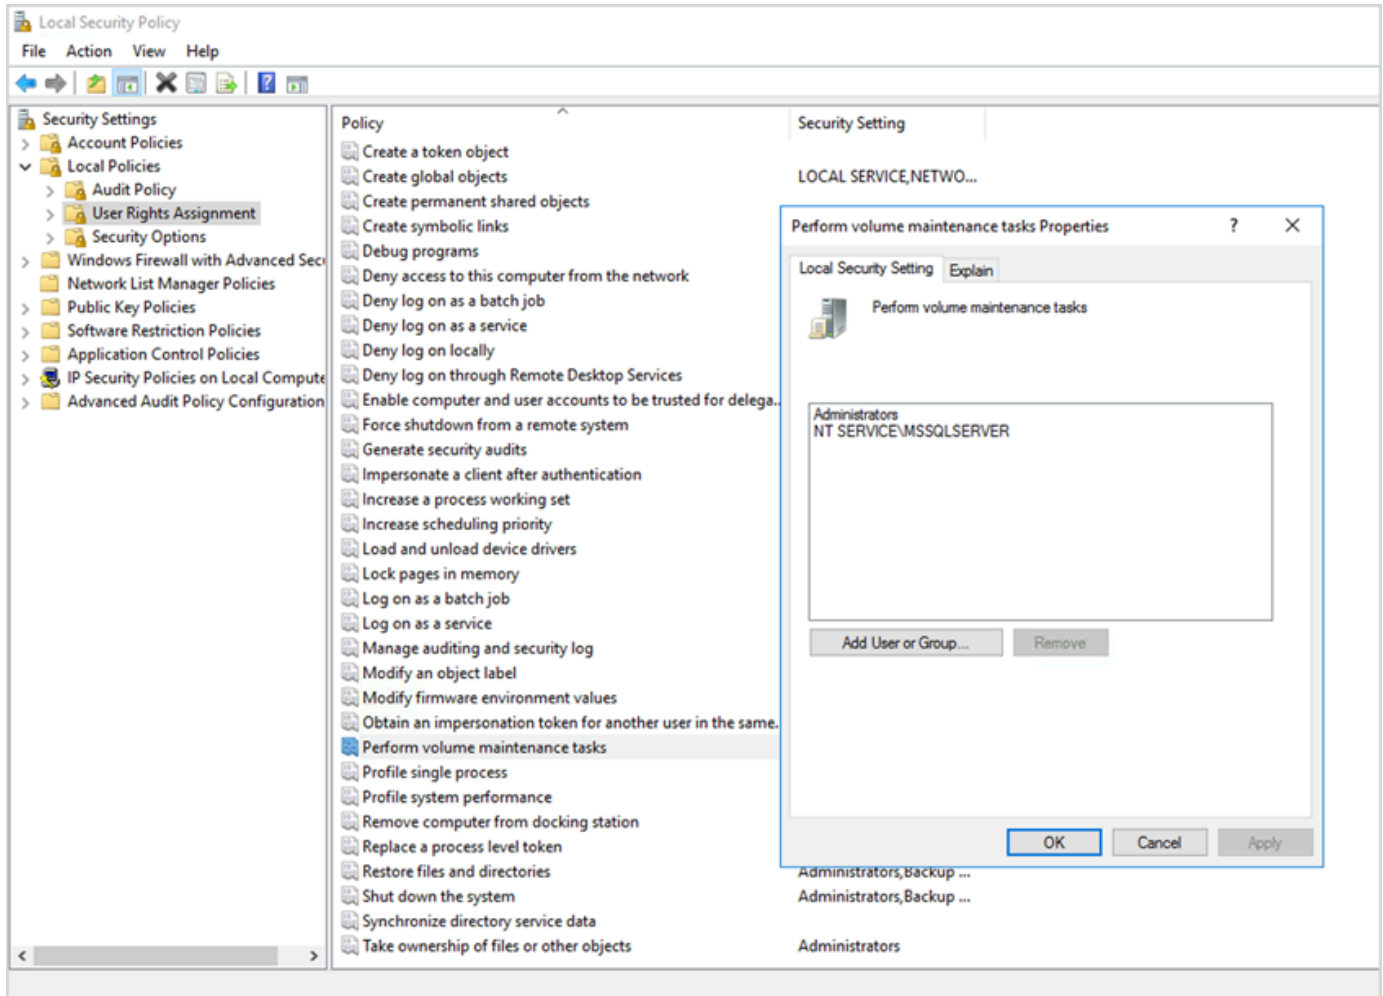 Local Security Policy
File Action View Help
Security Settings
Account Policies
Local Policies
Audit Policy
User Rights Assignment
Security Options
Windows Firewall with Advanced Secu
Network List Manager Policies
Public Key Policies
Software Restriction Policies
Application Control Policies
IP Security Policies on Local Compute
Advanced Audit Policy Configuration
Policy Security Setting
Create a token object
Create global objects LOCAL SERVICE,NETWO...
Create permanent shared objects
Create symbolic links
Debug programs
Deny access to this computer from the network
Deny log on as a batch job
Deny log on as a service
Deny log on locally
Deny log on through Remote Desktop Services
Enable computer and user accounts to be trusted for delega..
Force shutdown from a remote system
Generate security audits
Impersonate a client after authentication
Increase a process working set
Increase scheduling priority
Load and unload device drivers
Lock pages in memory
Log on as a batch job
Log on as a service
Manage auditing and security log
Modify an object label
Modify firmware environment values
Obtain an impersonation token for another user in the same.
Perform volume maintenance tasks
Profile single process
Profile system performance
Remove computer from docking station
Replace a process level token
Restore files and directories Administrators,Backup ...
Shut down the system Administrators,Backup ...
Synchronize directory service data
Take ownership of files or other objects Administrators
Perform volume maintenance tasks Properties ?
Local Security Setting Explain
Perform volume maintenance tasks
Administrators
NT SERVICE\MSSQLSERVER
Add User or Group... Remove
OK Cancel Apply